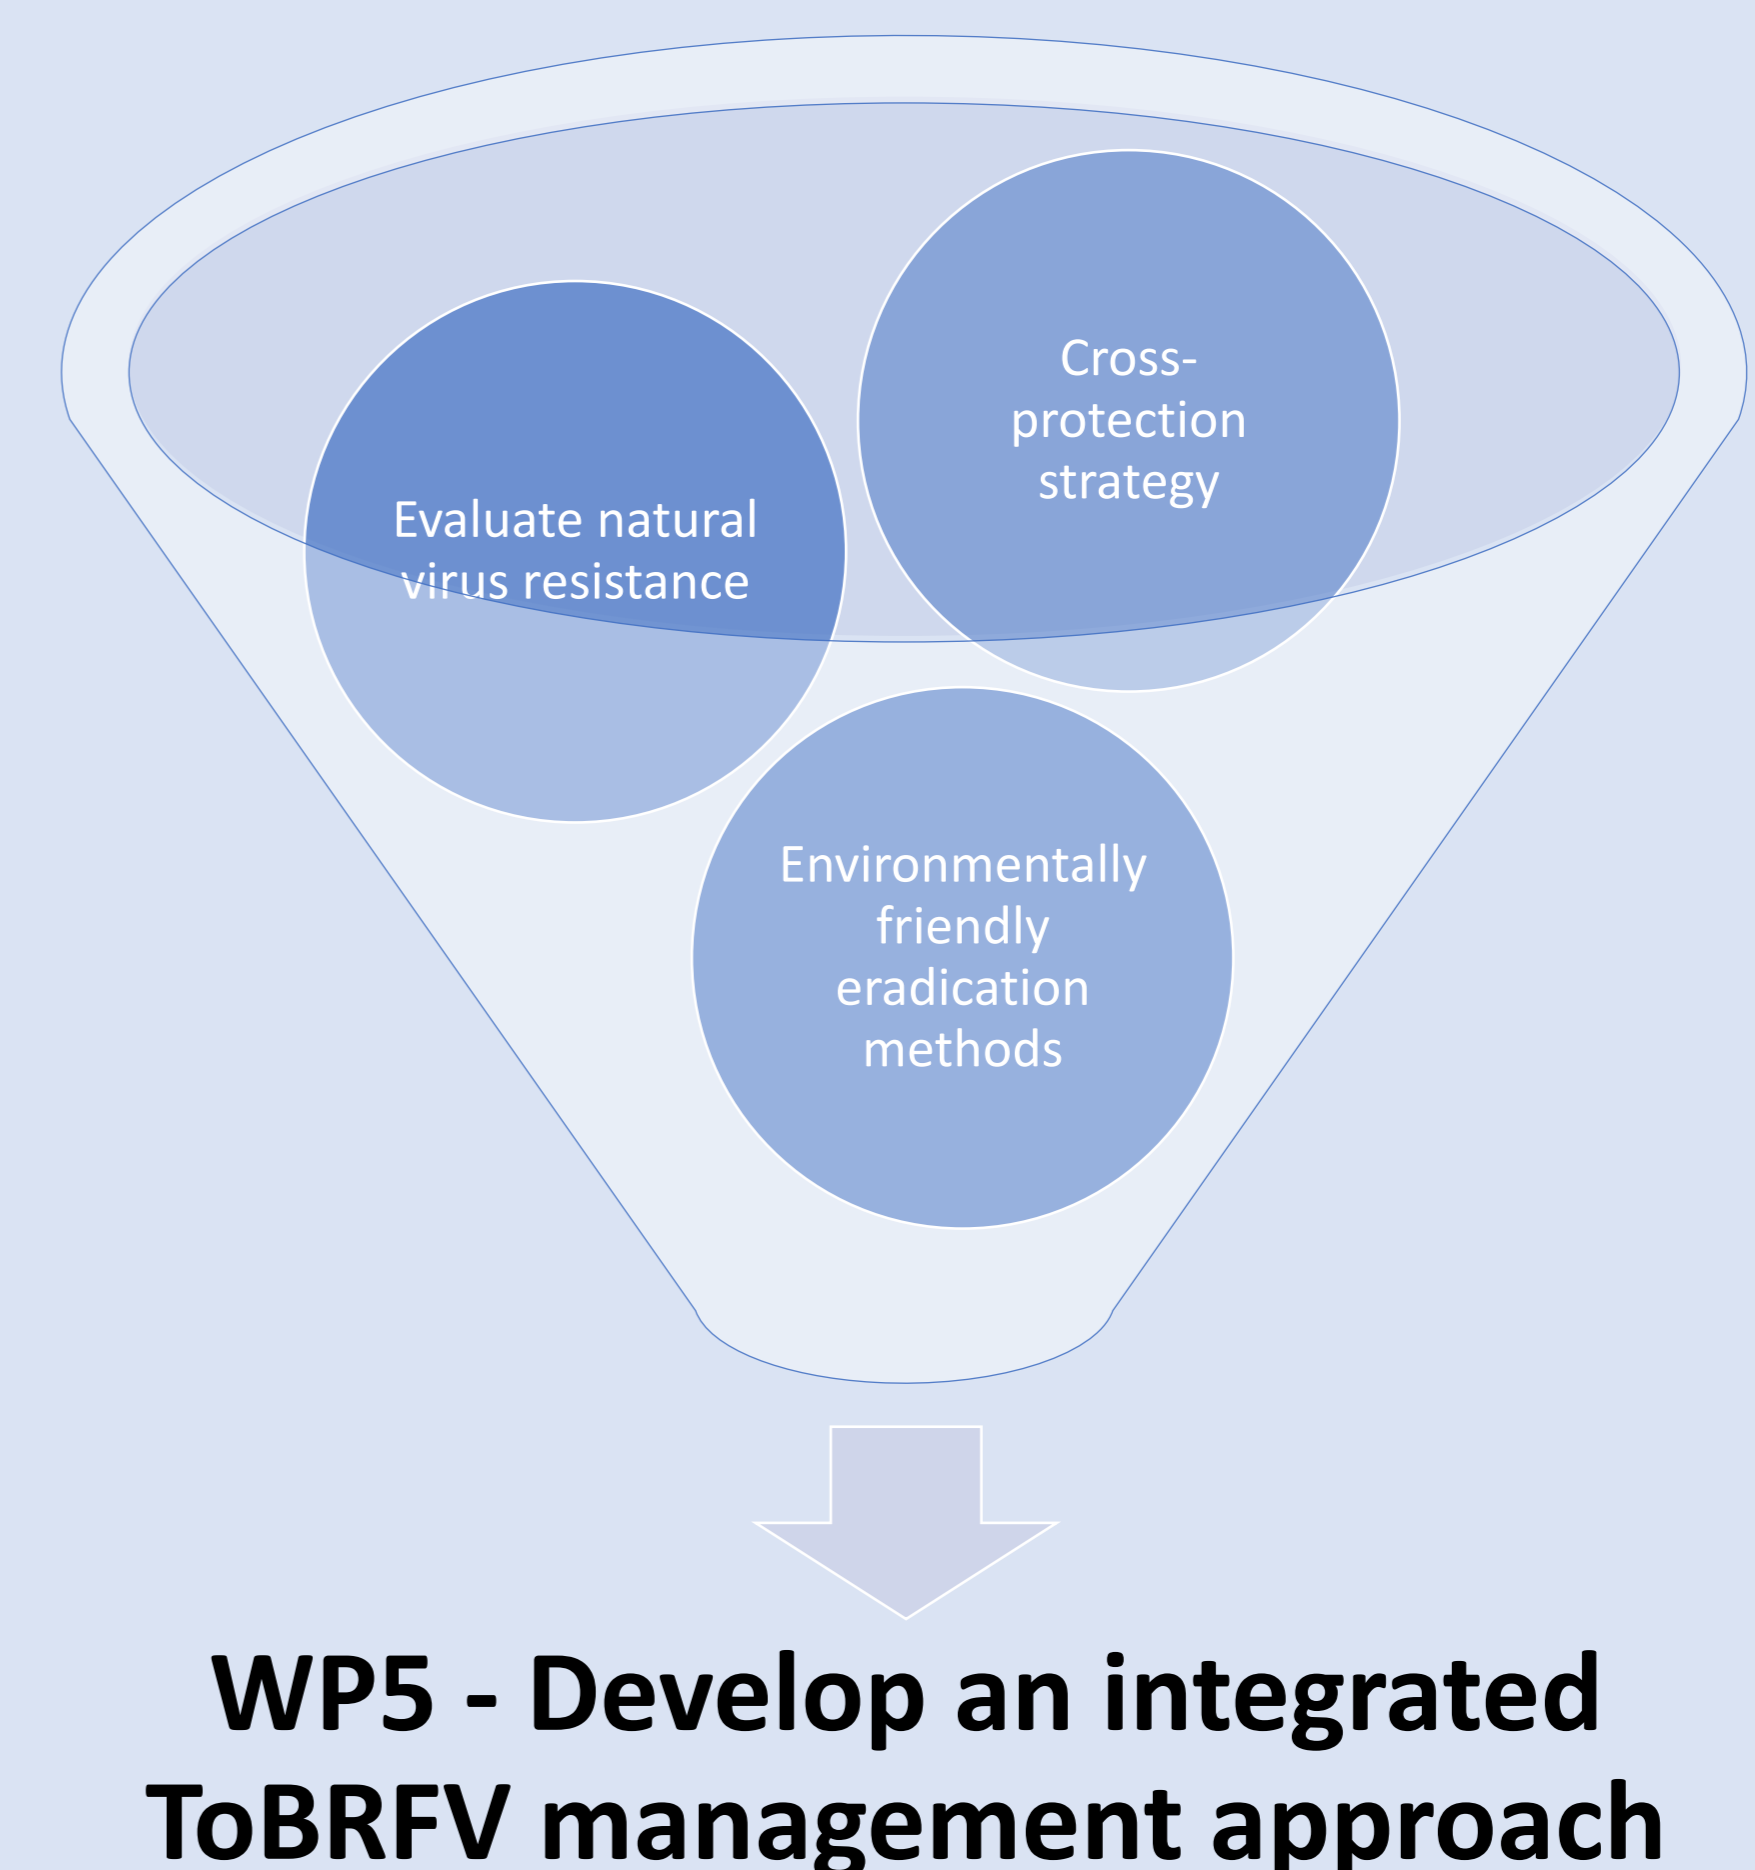 Cross-
protection
strategy
Evaluate natural
virus resistance
Environmentally
friendly
eradication
methods
WP5 - Develop an integrated
ToBRFV management approach